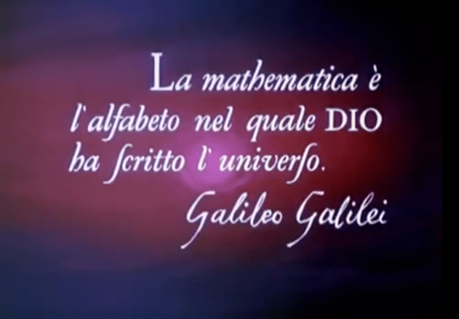 La mathematica è
l'alfabeto nel quale DIO
ha ſcritto l'univerſo.
Galileo Galilei